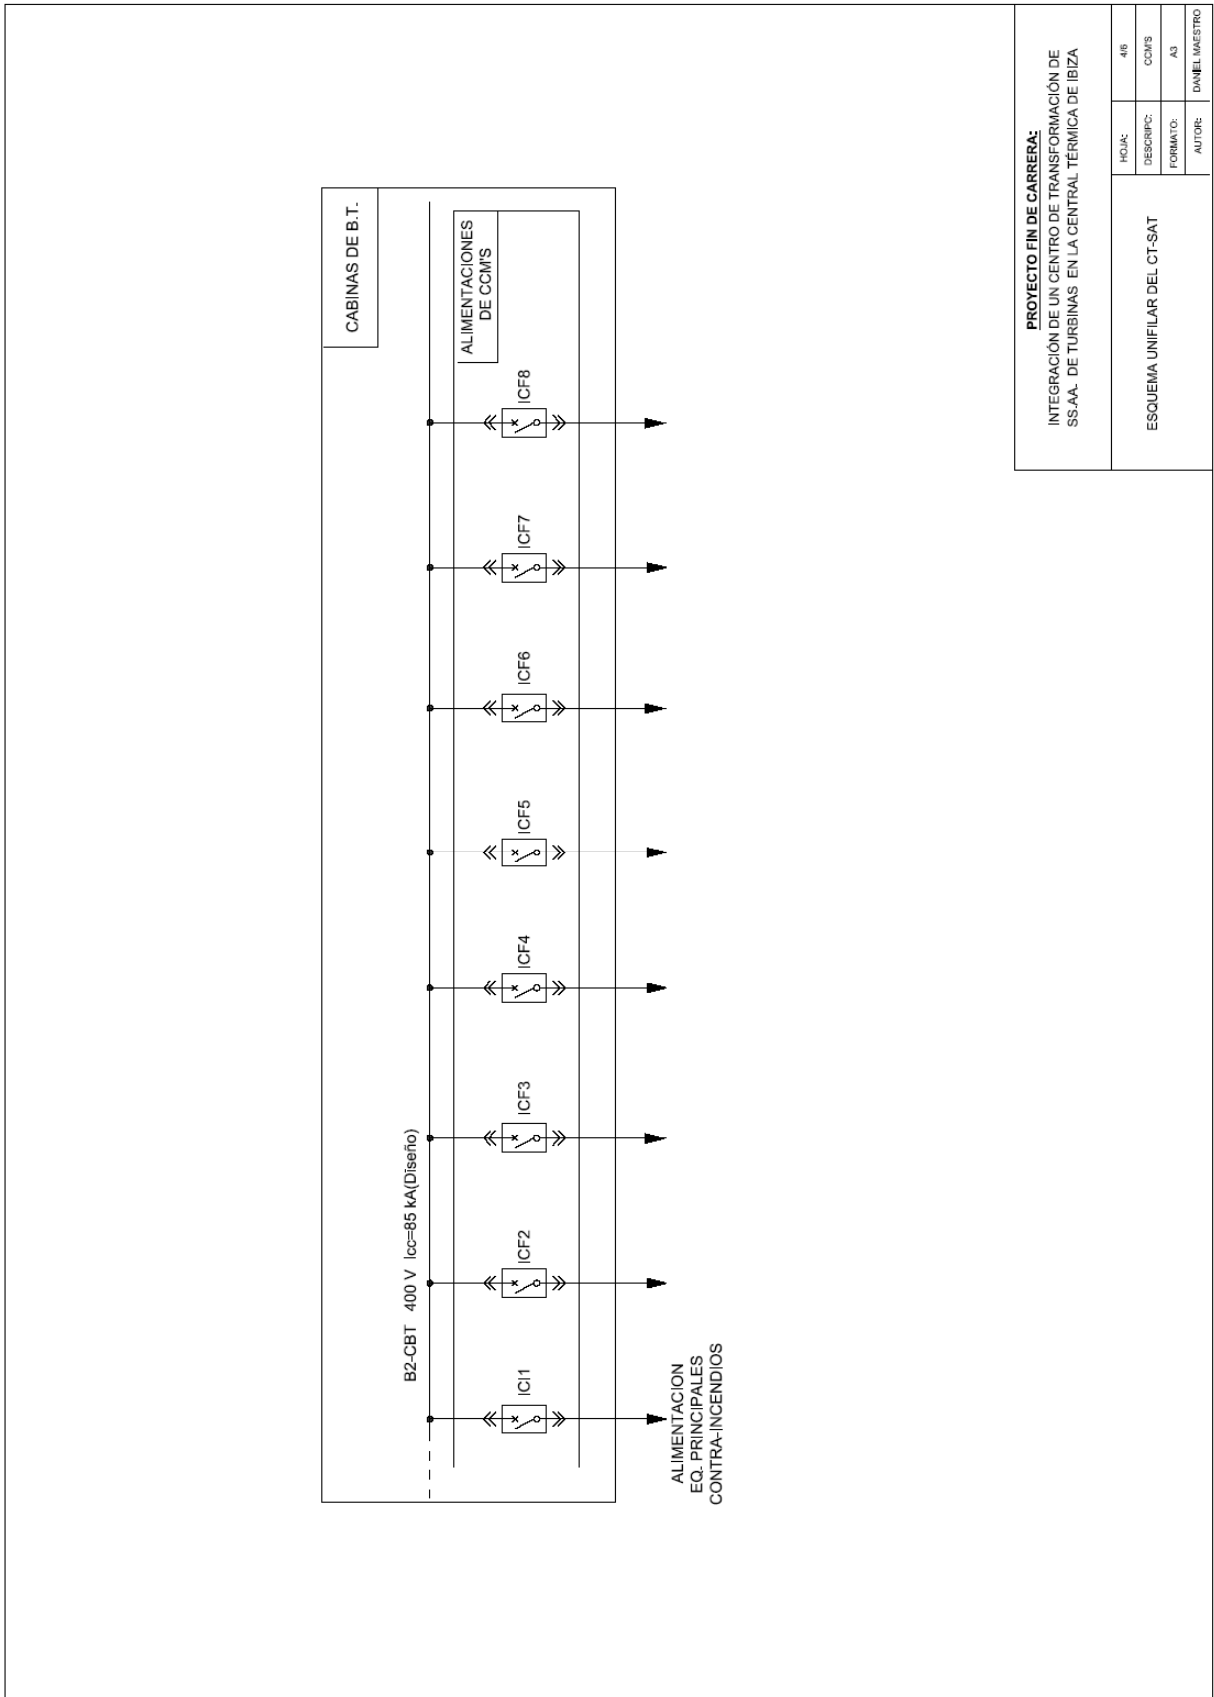 CABINAS DE B.T.
ALIMENTACIONES
DE CCM'S
B2-CBT 400 V Icc=85 kA(Diseño)
ICI1
ICF2
ICF3
ICF4
ICF5
ICF6
ICF7
ICF8
ALIMENTACION
EQ. PRINCIPALES
CONTRA-INCENDIOS
PROYECTO FIN DE CARRERA:
INTEGRACIÓN DE UN CENTRO DE TRANSFORMACIÓN DE
SS.AA. DE TURBINAS EN LA CENTRAL TÉRMICA DE IBIZA
ESQUEMA UNIFILAR DEL CT-SAT
HOJA: 4/6
DESCRIPC: CCM'S
FORMATO: A3
AUTOR: DANIEL MAESTRO